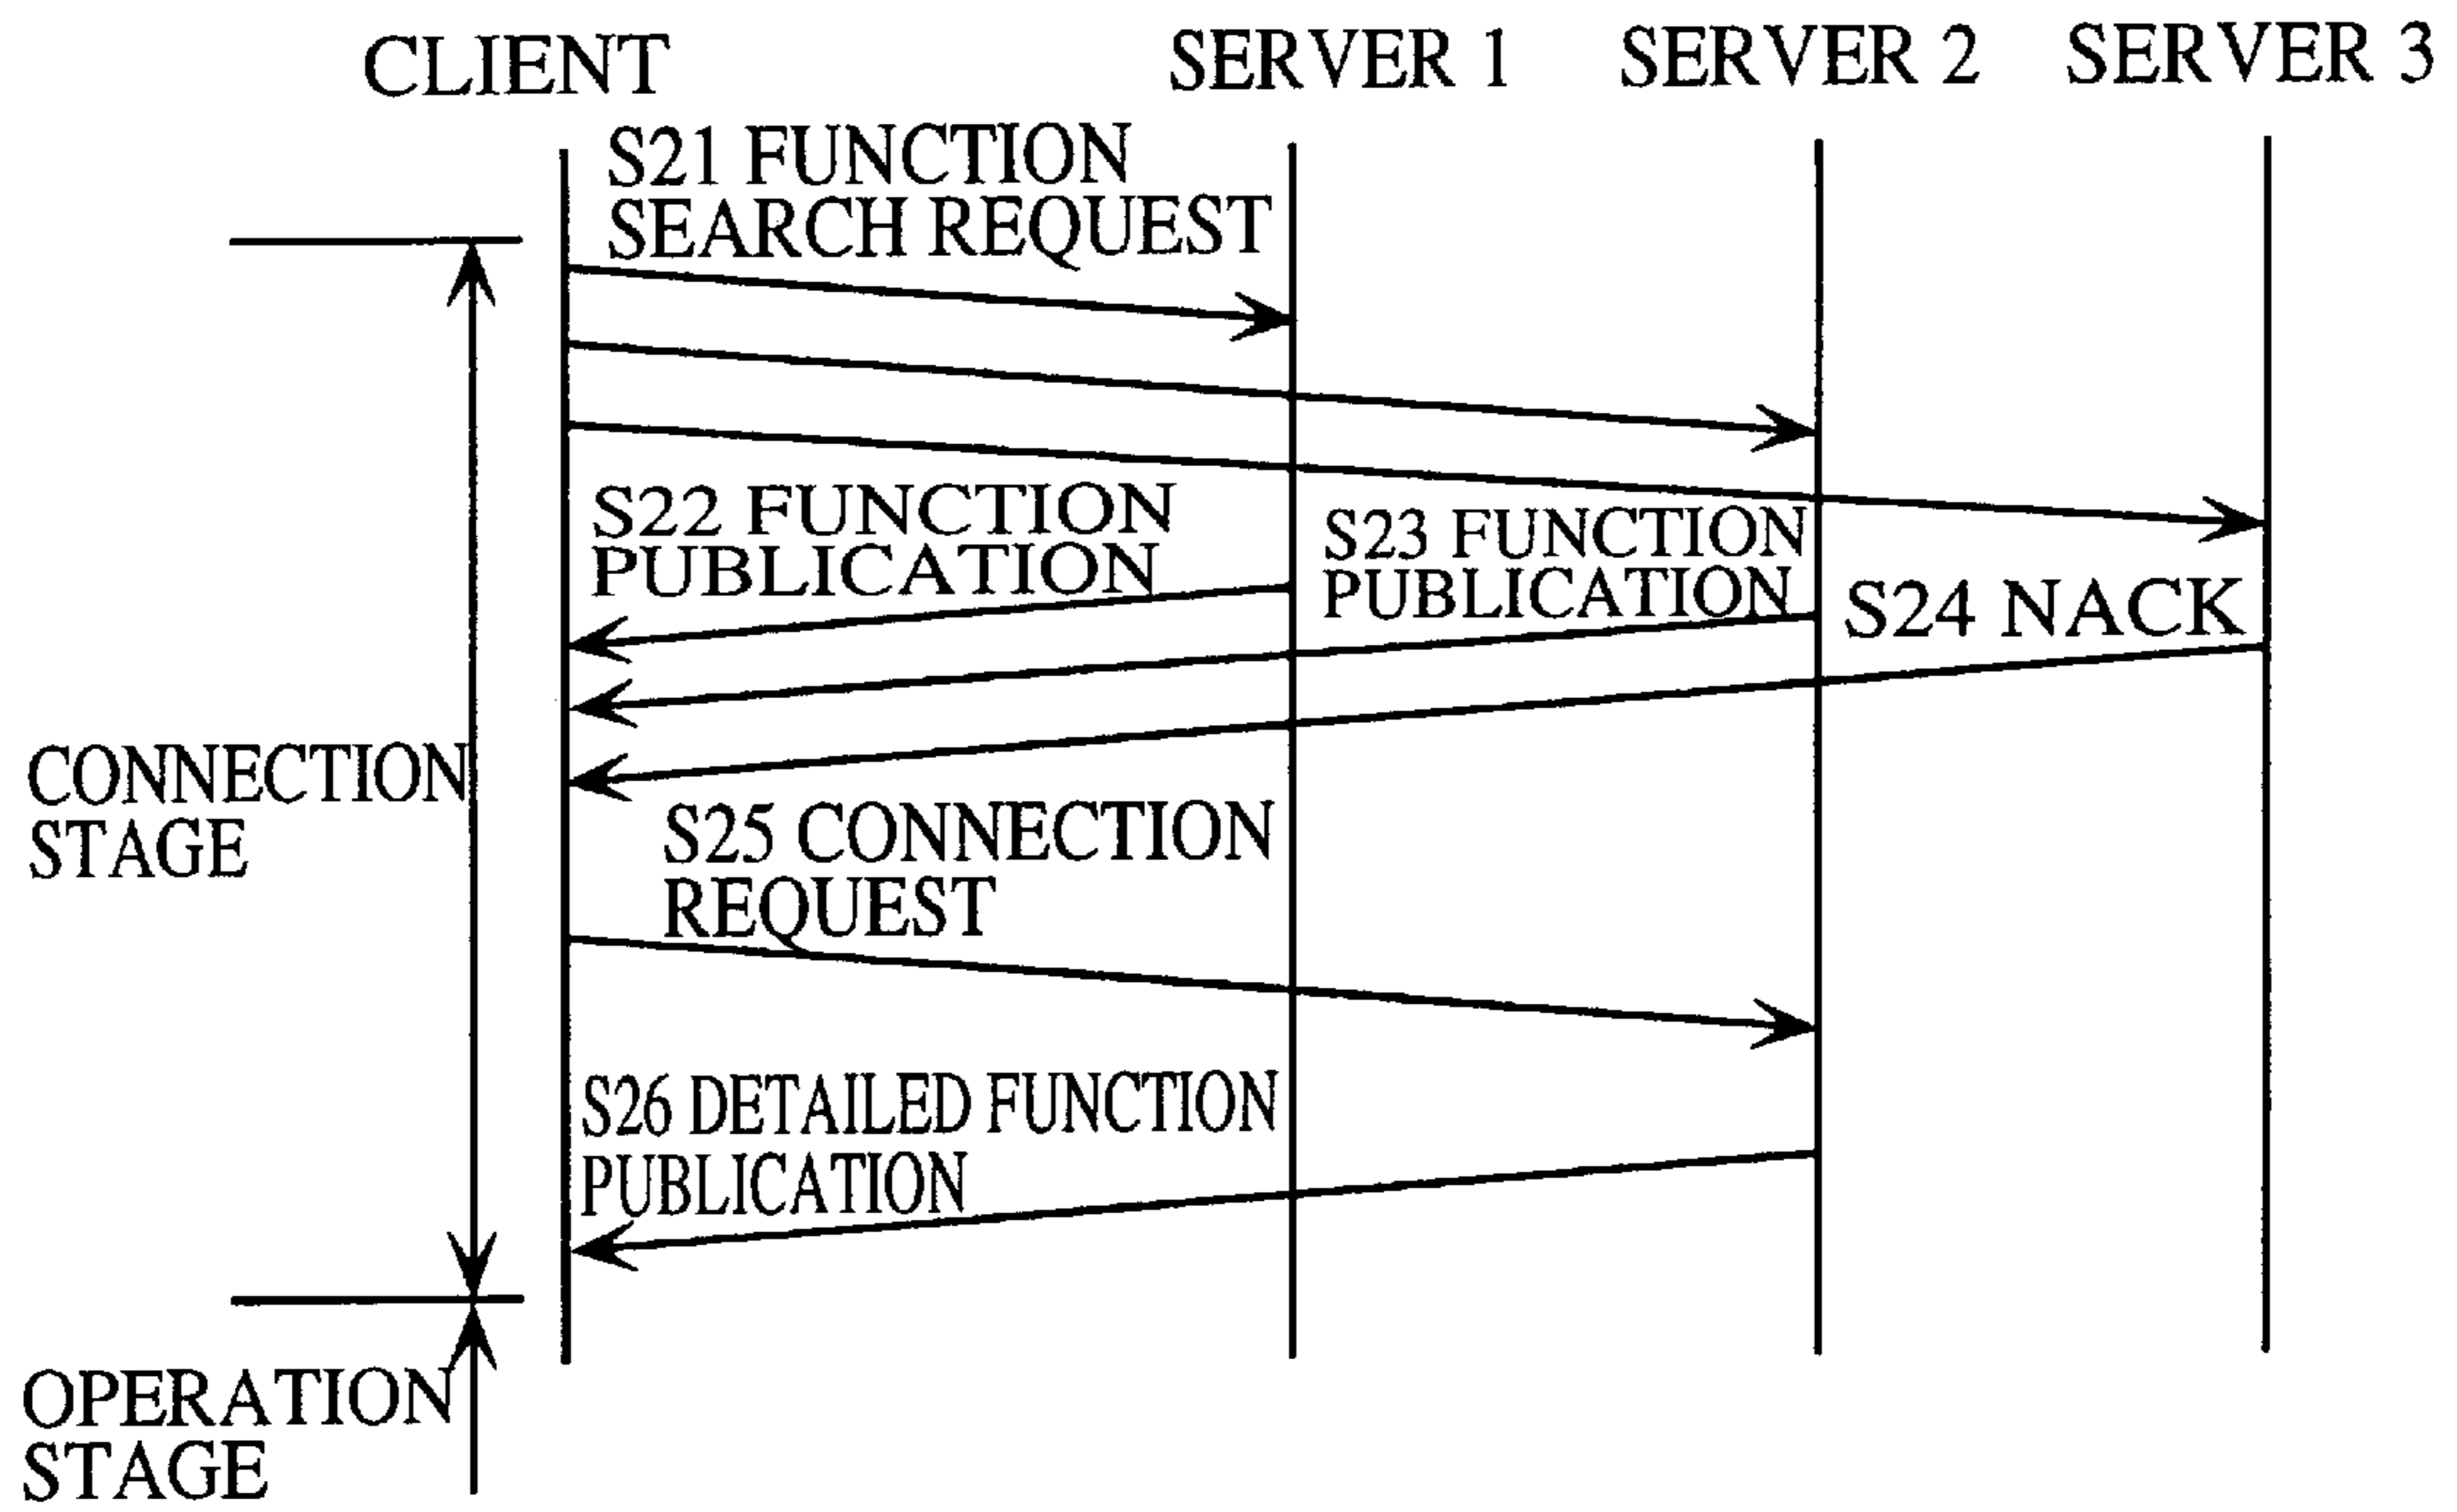 CLIENT
SERVER 1
SERVER 2
SERVER 3
S21 FUNCTION
SEARCH REQUEST
S22 FUNCTION
PUBLICATION
S23 FUNCTION
PUBLICATION
S24 NACK
CONNECTION
STAGE
S25 CONNECTION
REQUEST
S26 DETAILED FUNCTION
PUBLICATION
OPERATION
STAGE